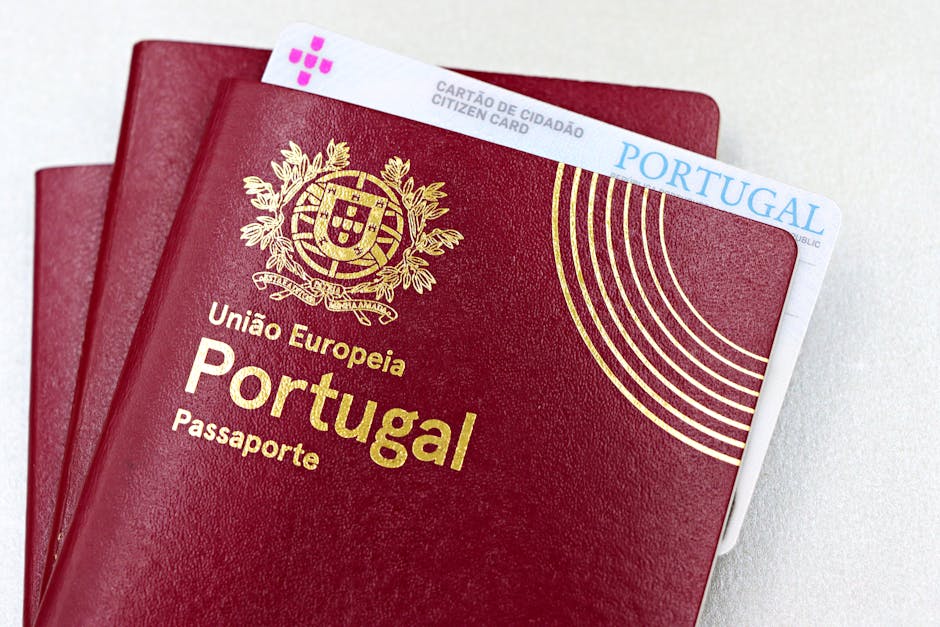 CARTÃO DE CIDADÃO
CITIZEN CARD
PORTUGAL
União Europeia
Portugal
Passaporte